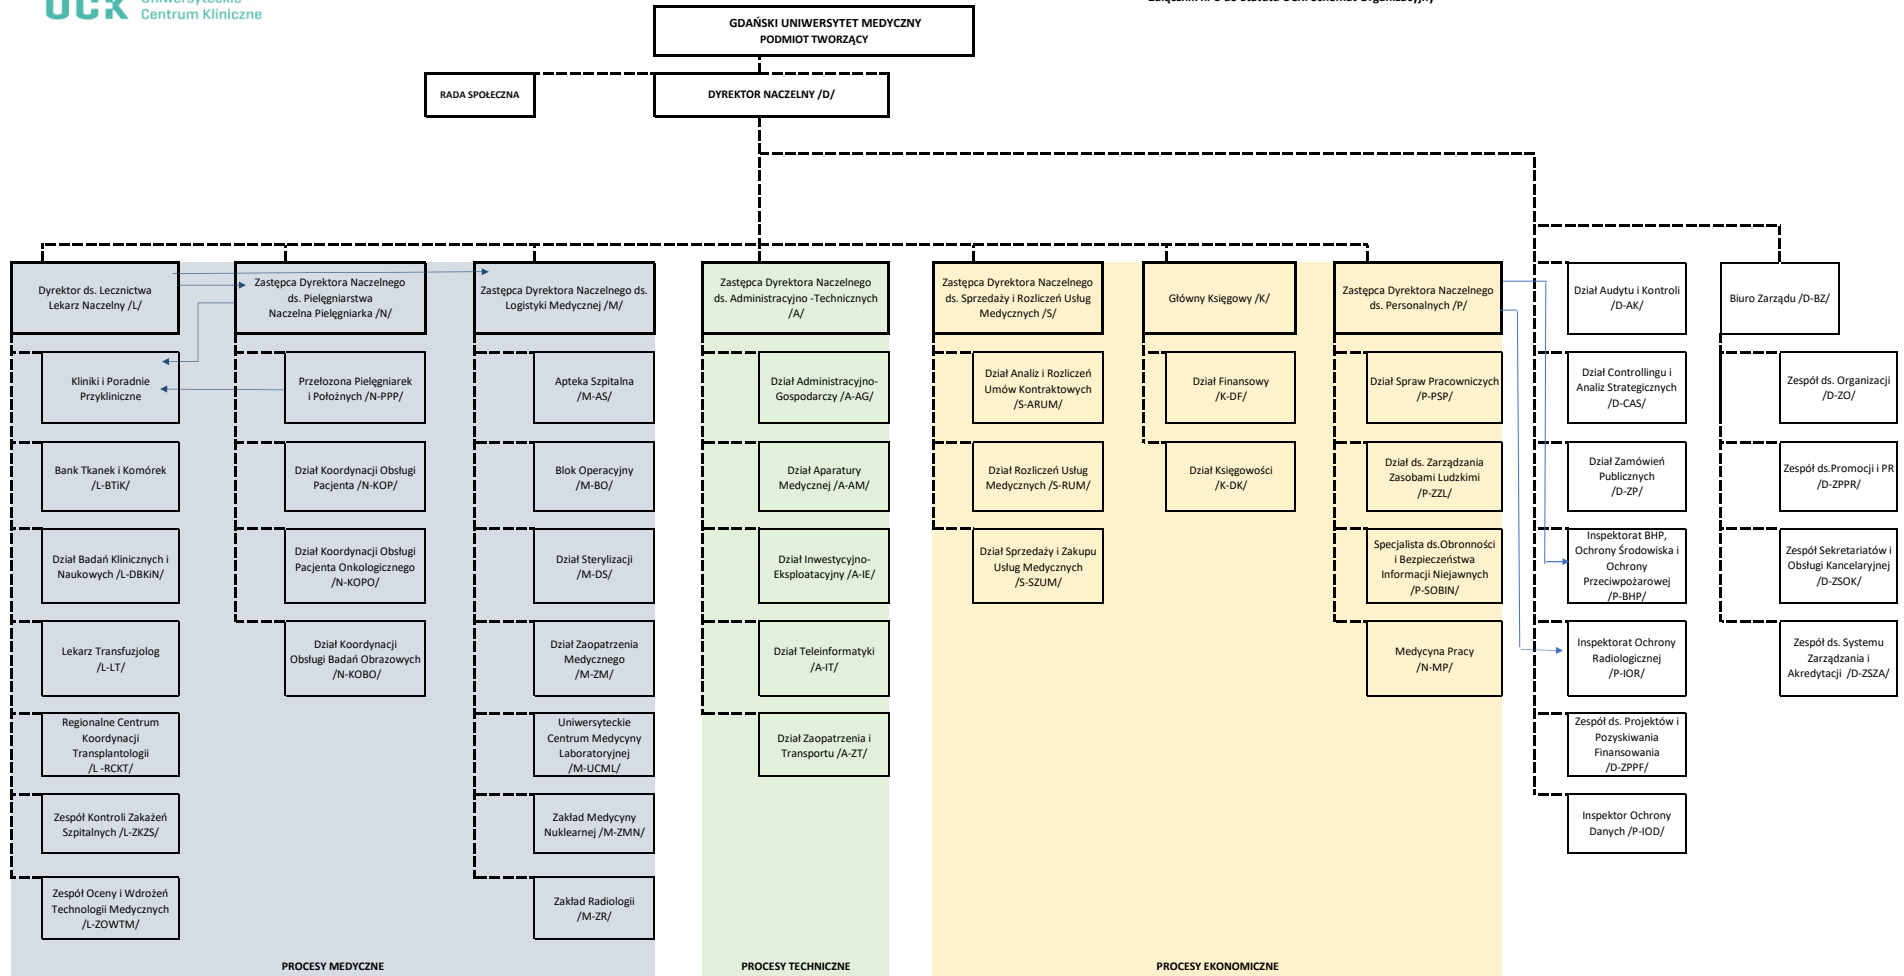 UCK
Uniwersyteckie
Centrum Kliniczne
GDAŃSKI UNIWERSYTET MEDYCZNY
PODMIOT TWORZĄCY
RADA SPOŁECZNA
DYREKTOR NACZELNY /D/
Dyrektor ds. Lecznictwa
Lekarz Naczelny /L/
Zastępca Dyrektora Naczelnego
ds. Pielęgniarstwa
Naczelna Pielęgniarka /N/
Zastępca Dyrektora Naczelnego ds.
Logistyki Medycznej /M/
Zastępca Dyrektora Naczelnego
ds. Administracyjno -Technicznych
/A/
Zastępca Dyrektora Naczelnego
ds. Sprzedaży i Rozliczeń Usług
Medycznych /S/
Główny Księgowy /K/
Zastępca Dyrektora Naczelnego
ds. Personalnych /P/
Dział Audytu i Kontroli
/D-AK/
Biuro Zarządu /D-BZ/
Kliniki i Poradnie
Przykliniczne
Przełozona Pielęgniarek
i Położnych /N-PPP/
Apteka Szpitalna
/M-AS/
Dział Administracyjno-
Gospodarczy /A-AG/
Dział Analiz i Rozliczeń
Umów Kontraktowych
/S-ARUM/
Dział Finansowy
/K-DF/
Dział Spraw Pracowniczych
/P-PSP/
Dział Controllingu i
Analiz Strategicznych
/D-CAS/
Zespół ds. Organizacji
/D-ZO/
Bank Tkanek i Komórek
/L-BTiK/
Dział Koordynacji Obsługi
Pacjenta /N-KOP/
Blok Operacyjny
/M-BO/
Dział Aparatury
Medycznej /A-AM/
Dział Rozliczeń Usług
Medycznych /S-RUM/
Dział Księgowości
/K-DK/
Dział ds. Zarządzania
Zasobami Ludzkimi
/P-ZZL/
Dział Zamówień
Publicznych
/D-ZP/
Zespół ds.Promocji i PR
/D-ZPPR/
Dział Badań Klinicznych i
Naukowych /L-DBKiN/
Dział Koordynacji Obsługi
Pacjenta Onkologicznego
/N-KOPO/
Dział Sterylizacji
/M-DS/
Dział Inwestycyjno-
Eksploatacyjny /A-IE/
Dział Sprzedaży i Zakupu
Usług Medycznych
/S-SZUM/
Specjalista ds.Obronności
i Bezpieczeństwa
Informacji Niejawnych
/P-SOBIN/
Inspektorat BHP,
Ochrony Środowiska i
Ochrony
Przeciwpożarowej
/P-BHP/
Zespół Sekretariatów i
Obsługi Kancelaryjnej
/D-ZSOK/
Lekarz Transfuzjolog
/L-LT/
Dział Koordynacji
Obsługi Badań Obrazowych
/N-KOBO/
Dział Zaopatrzenia
Medycznego
/M-ZM/
Dział Teleinformatyki
/A-IT/
Medycyna Pracy
/N-MP/
Inspektorat Ochrony
Radiologicznej
/P-IOR/
Zespół ds. Systemu
Zarządzania i
Akredytacji /D-ZSZA/
Regionalne Centrum
Koordynacji
Transplantologii
/L -RCKT/
Uniwersyteckie
Centrum Medycyny
Laboratoryjnej
/M-UCML/
Dział Zaopatrzenia i
Transportu /A-ZT/
Zespół ds. Projektów i
Pozyskiwania
Finansowania
/D-ZPPF/
Zespół Kontroli Zakażeń
Szpitalnych /L-ZKZS/
Zakład Medycyny
Nuklearnej /M-ZMN/
Inspektor Ochrony
Danych /P-IOD/
Zespół Oceny i Wdrożeń
Technologii Medycznych
/L-ZOWTM/
Zakład Radiologii
/M-ZR/
PROCESY MEDYCZNE
PROCESY TECHNICZNE
PROCESY EKONOMICZNE